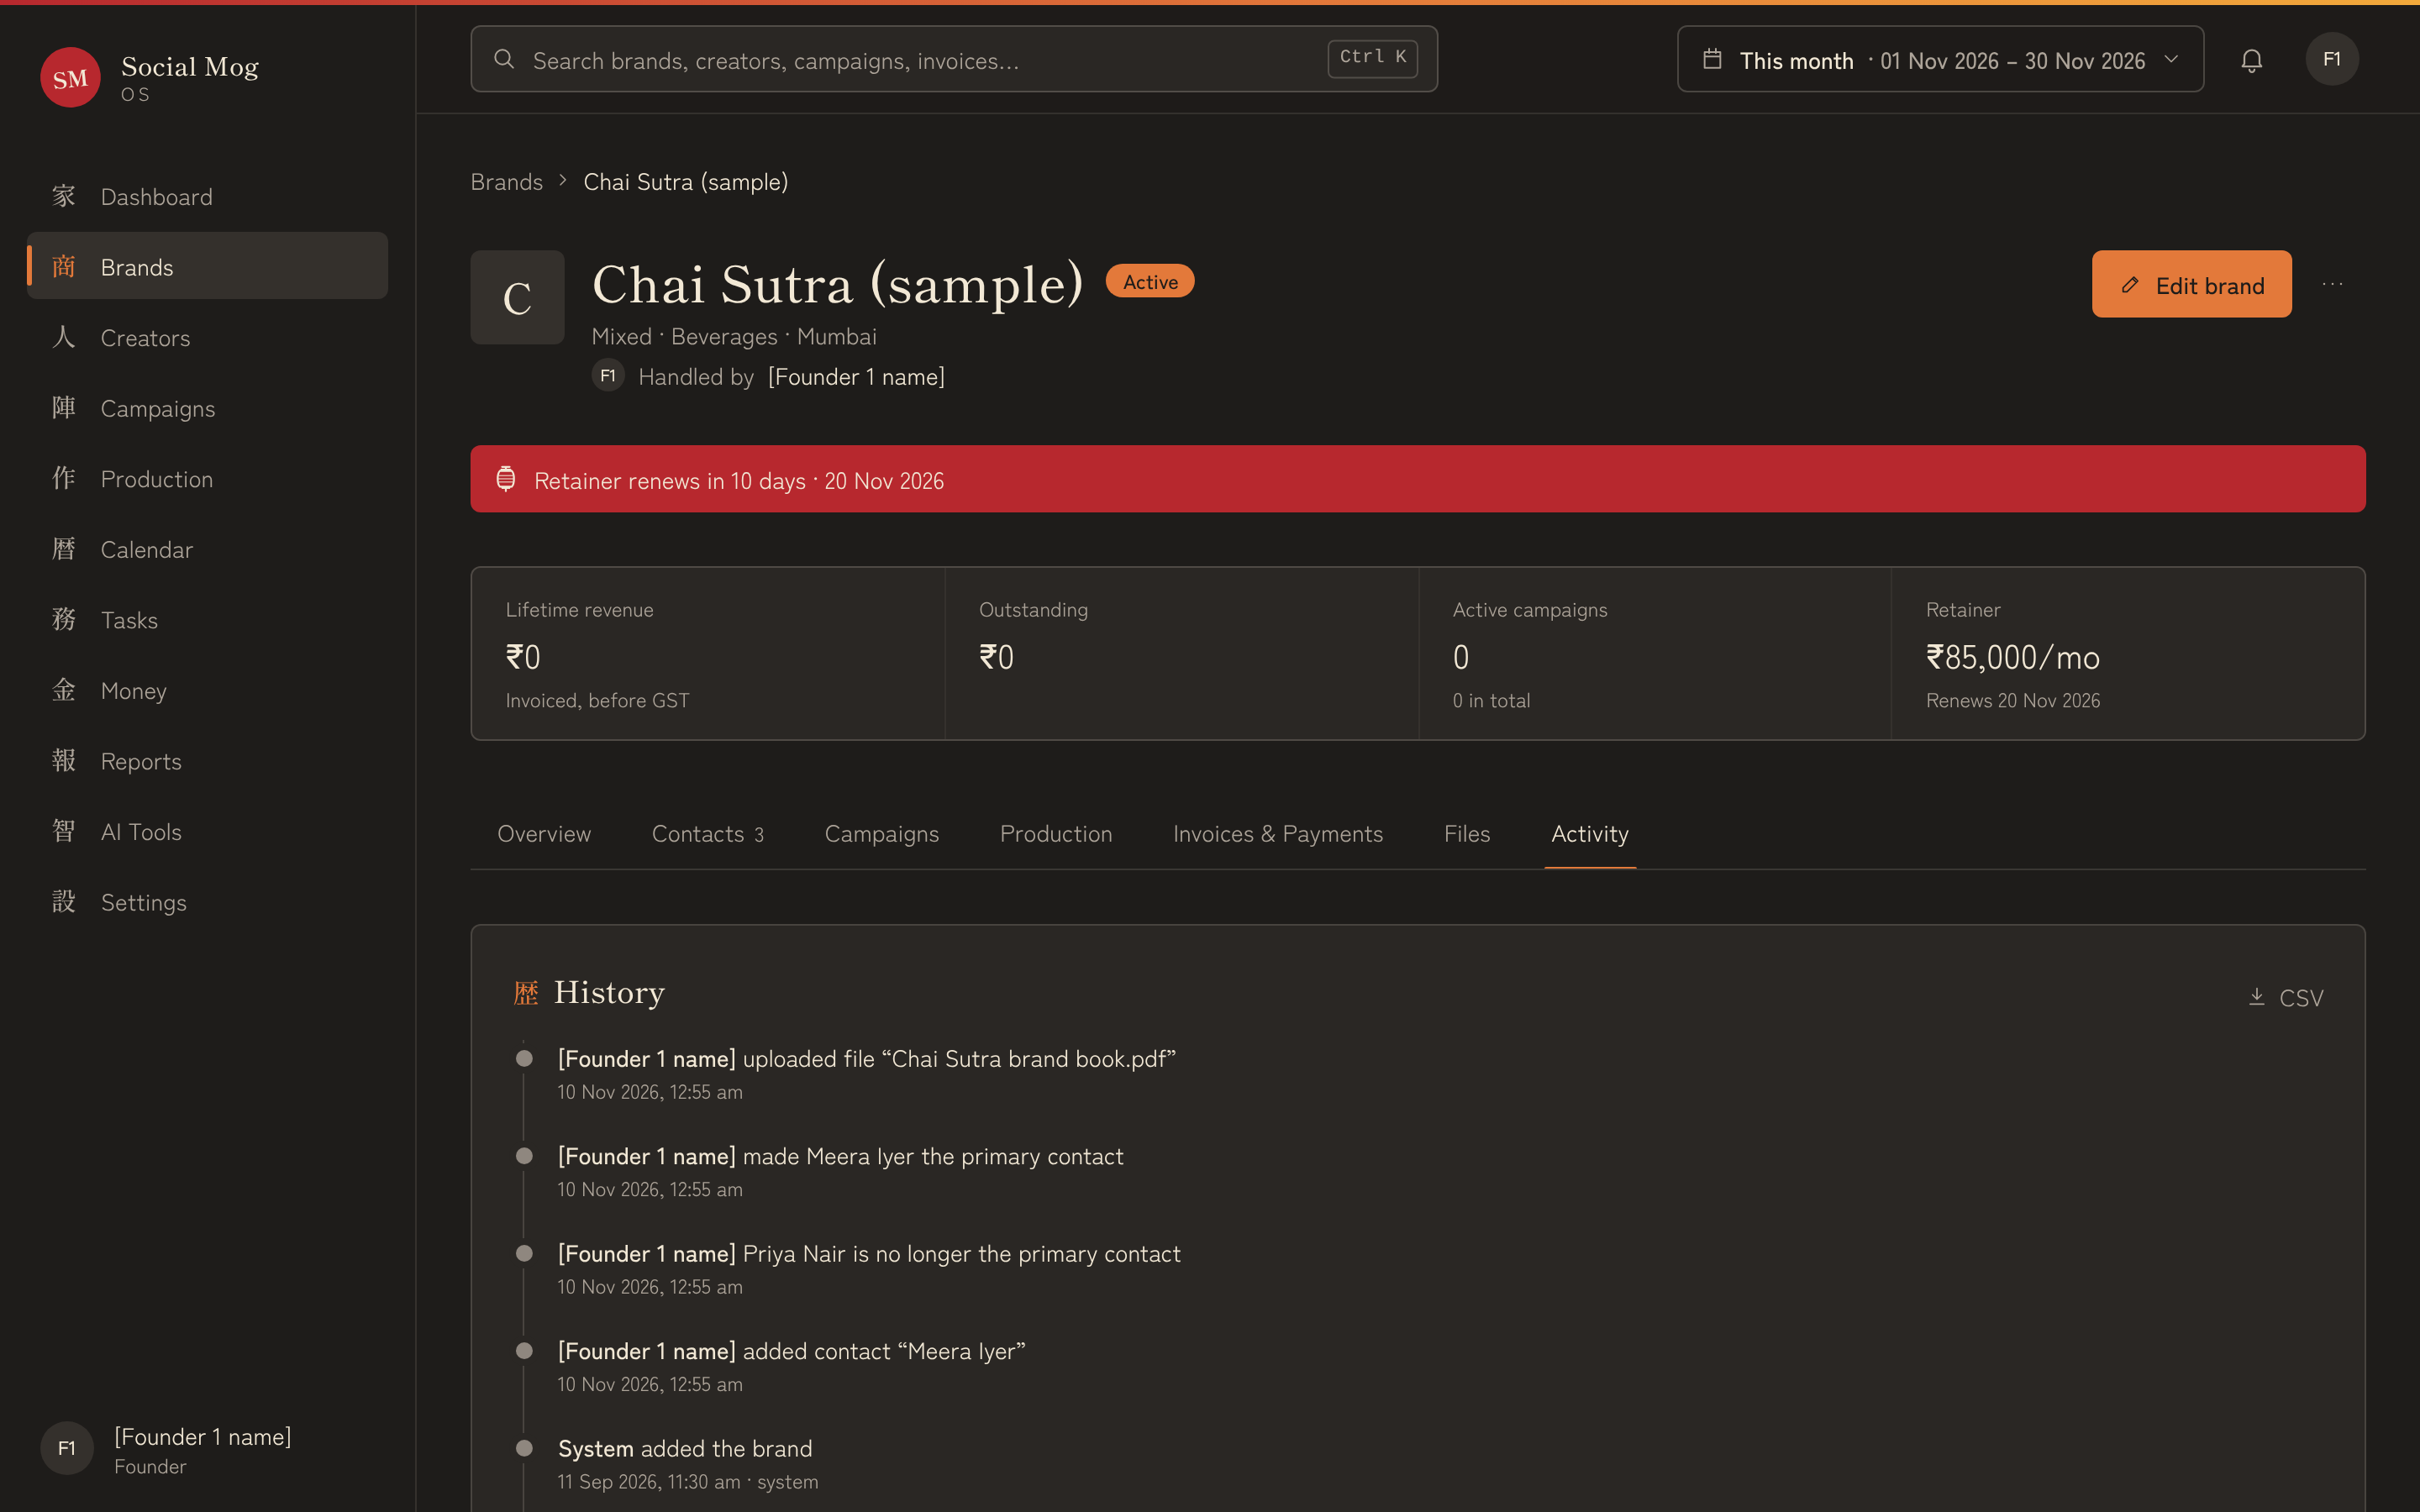 SM
Social Mog
OS
Search brands, creators, campaigns, invoices...
Ctrl K
This month · 01 Nov 2026 – 30 Nov 2026
F1
家 Dashboard
商 Brands
人 Creators
陣 Campaigns
作 Production
暦 Calendar
務 Tasks
金 Money
報 Reports
智 AI Tools
設 Settings
F1
[Founder 1 name]
Founder
Brands > Chai Sutra (sample)
C
Chai Sutra (sample) Active
Edit brand
...
Mixed · Beverages · Mumbai
F1 Handled by [Founder 1 name]
Retainer renews in 10 days · 20 Nov 2026
Lifetime revenue
₹0
Invoiced, before GST
Outstanding
₹0
Active campaigns
0
0 in total
Retainer
₹85,000/mo
Renews 20 Nov 2026
Overview Contacts 3 Campaigns Production Invoices & Payments Files Activity
歴 History
CSV
[Founder 1 name] uploaded file “Chai Sutra brand book.pdf”
10 Nov 2026, 12:55 am
[Founder 1 name] made Meera Iyer the primary contact
10 Nov 2026, 12:55 am
[Founder 1 name] Priya Nair is no longer the primary contact
10 Nov 2026, 12:55 am
[Founder 1 name] added contact “Meera Iyer”
10 Nov 2026, 12:55 am
System added the brand
11 Sep 2026, 11:30 am · system